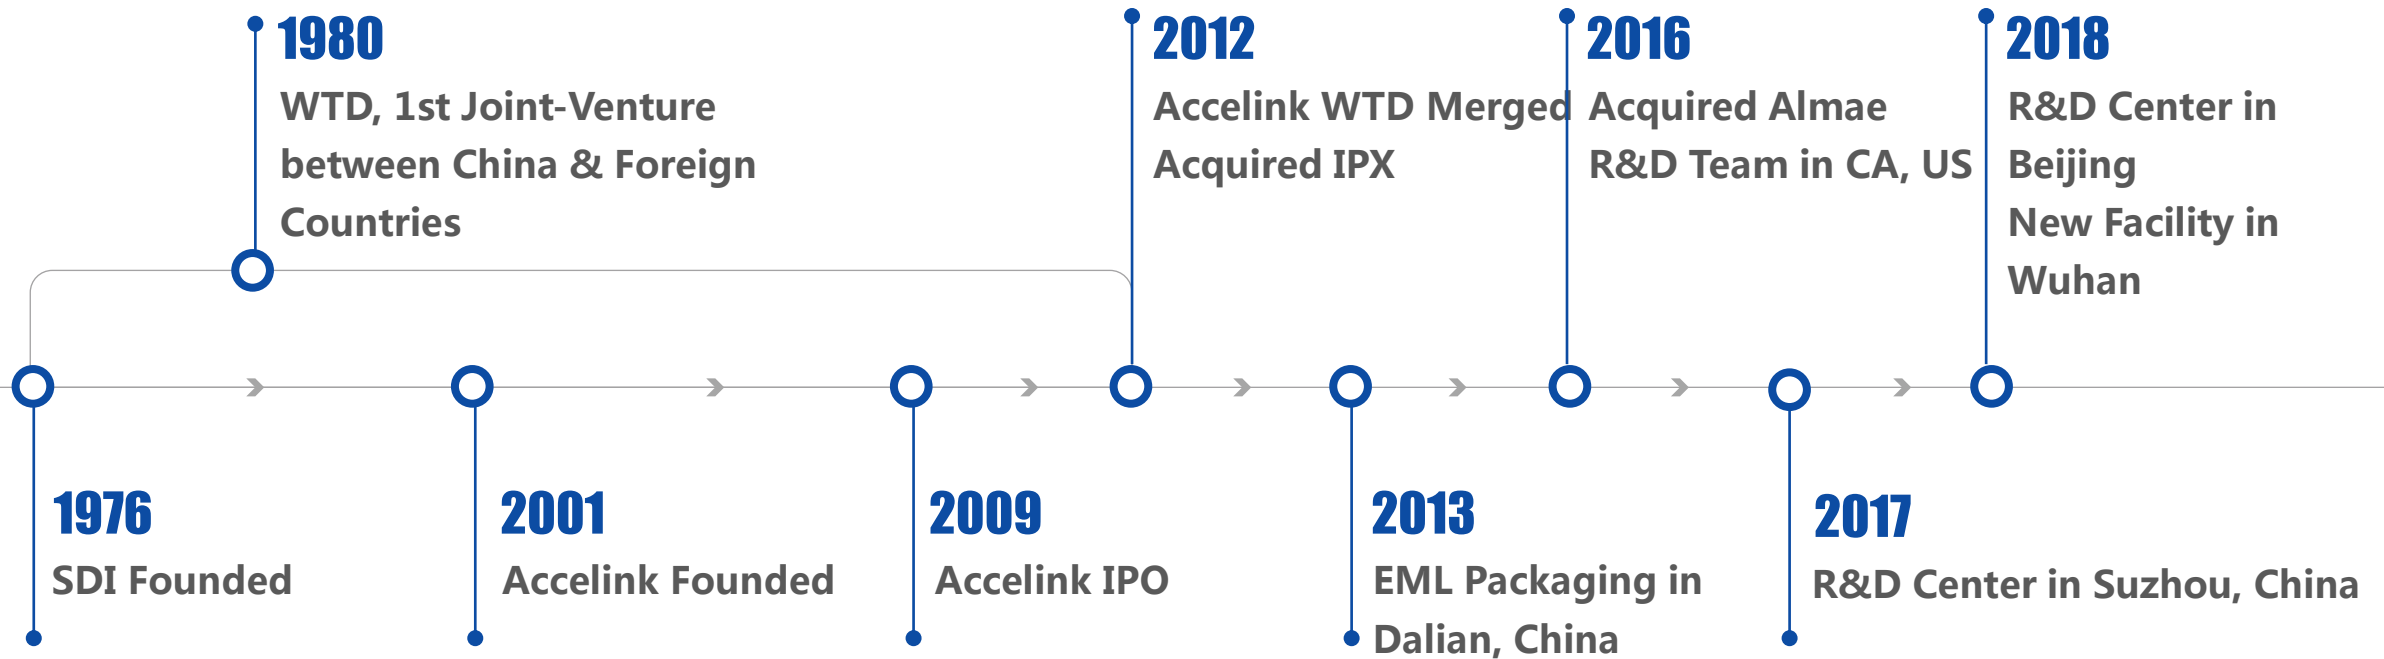 1980
WTD, 1st Joint-Venture
between China & Foreign
Countries
2012
Accelink WTD Merged
Acquired IPX
2016
Acquired Almae
R&D Team in CA, US
2018
R&D Center in
Beijing
New Facility in
Wuhan
1976
SDI Founded
2001
Accelink Founded
2009
Accelink IPO
2013
EML Packaging in
Dalian, China
2017
R&D Center in Suzhou, China